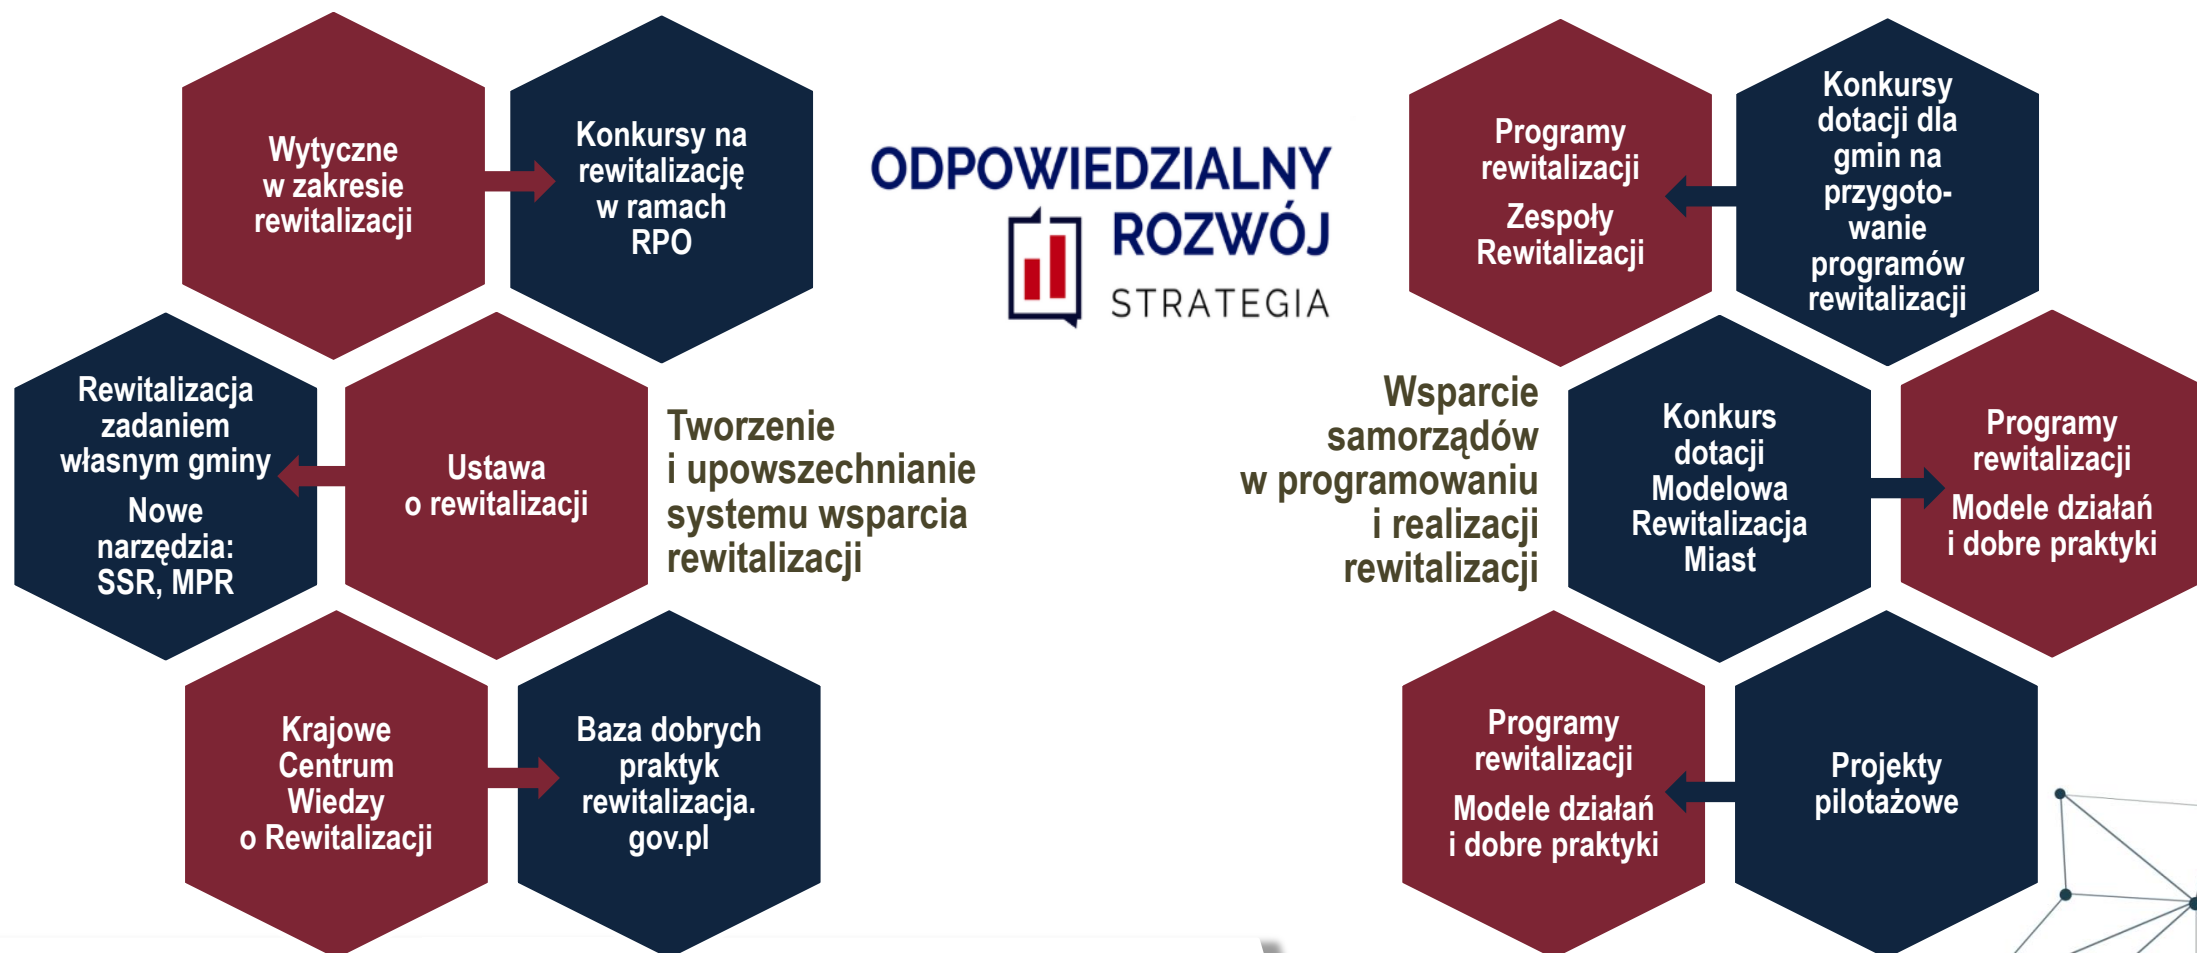 Wytyczne
w zakresie
rewitalizacji
Konkursy na
rewitalizację
w ramach
RPO
Rewitalizacja
zadaniem
własnym gminy
Nowe
narzędzia:
SSR, MPR
Ustawa
o rewitalizacji
Tworzenie
i upowszechnianie
systemu wsparcia
rewitalizacji
Krajowe
Centrum
Wiedzy
o Rewitalizacji
Baza dobrych
praktyk
rewitalizacja.
gov.pl
ODPOWIEDZIALNY
ROZWÓJ
STRATEGIA
Programy
rewitalizacji
Zespoły
Rewitalizacji
Konkursy
dotacji dla
gmin na
przygoto-
wanie
programów
rewitalizacji
Wsparcie
samorządów
w programowaniu
i realizacji
rewitalizacji
Konkurs
dotacji
Modelowa
Rewitalizacja
Miast
Programy
rewitalizacji
Modele działań
i dobre praktyki
Programy
rewitalizacji
Modele działań
i dobre praktyki
Projekty
pilotażowe